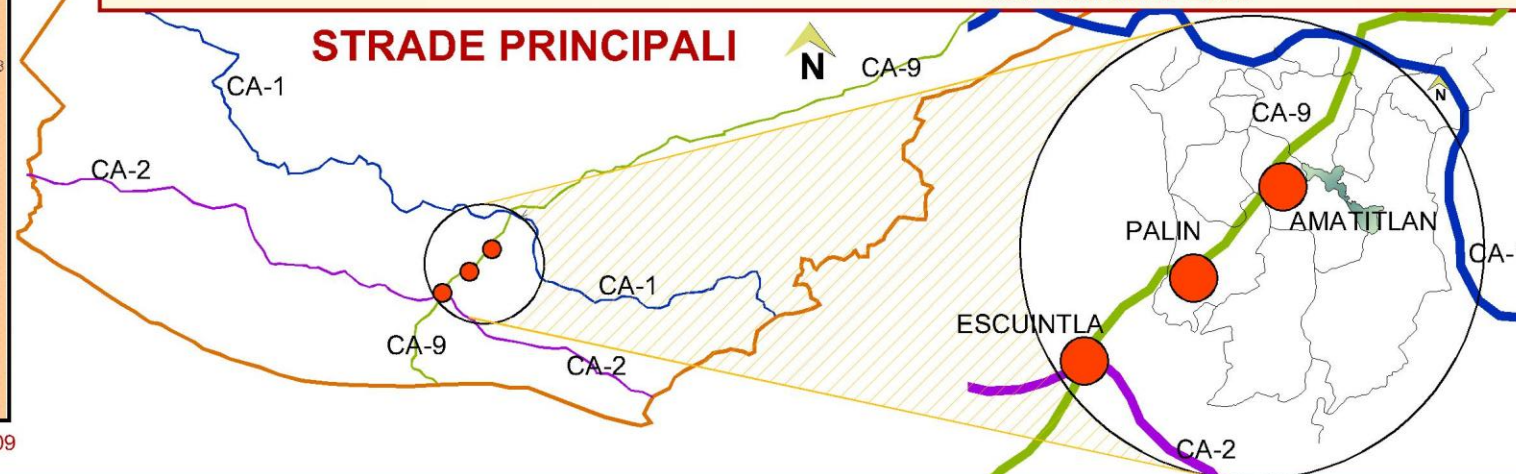 STRADE PRINCIPALI
N
CA-1
CA-9
CA-2
CA-1
CA-9
CA-2
CA-9
N
PALIN
AMATITLAN
CA-
ESCUINTLA
CA-2
09